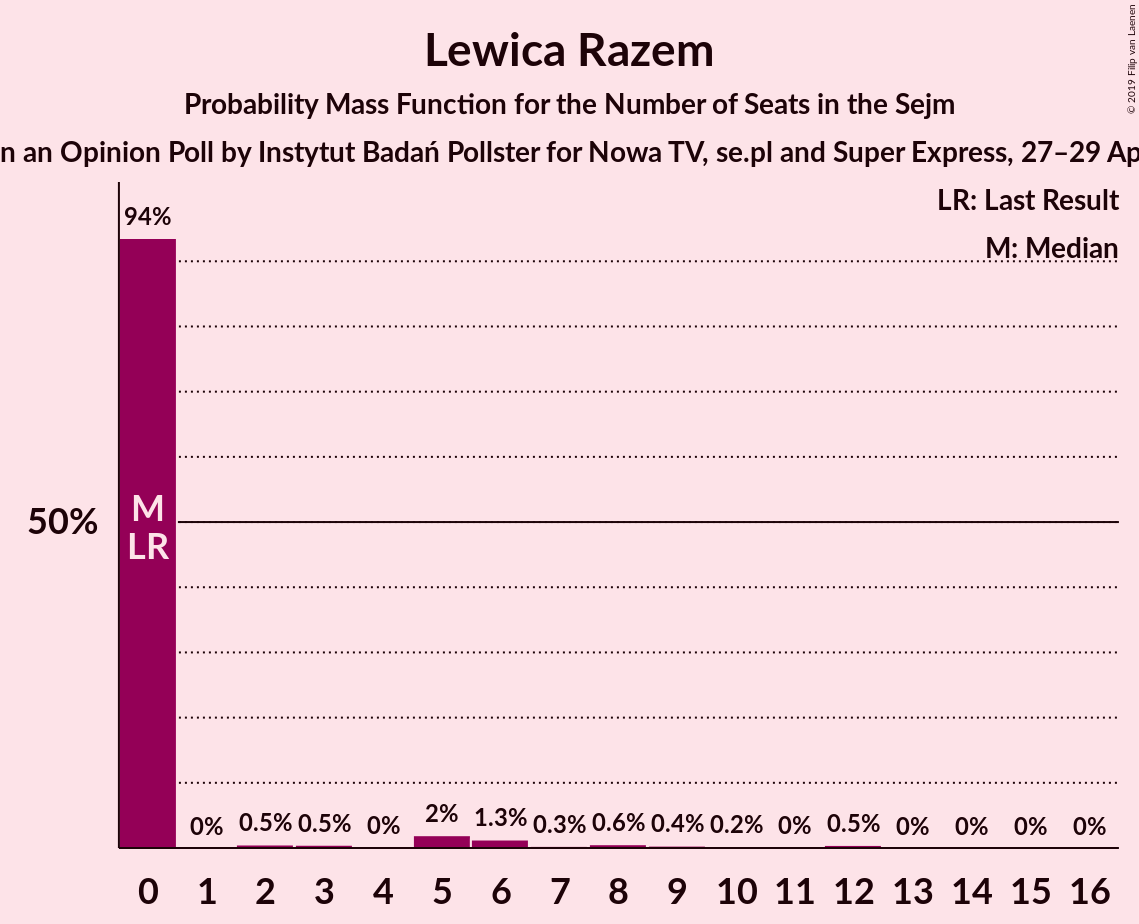 Lewica Razem
Probability Mass Function for the Number of Seats in the Sejm
an Opinion Poll by Instytut Badań Pollster for Nowa TV, se.pl and Super Express, 27–29
© 2019 Filip van Laenen
LR: Last Result
M: Median
94%
50%
M
LR
0% 0.5% 0.5% 0% 2% 1.3% 0.3% 0.6% 0.4% 0.2% 0% 0.5% 0% 0% 0% 0%
0 1 2 3 4 5 6 7 8 9 10 11 12 13 14 15 16